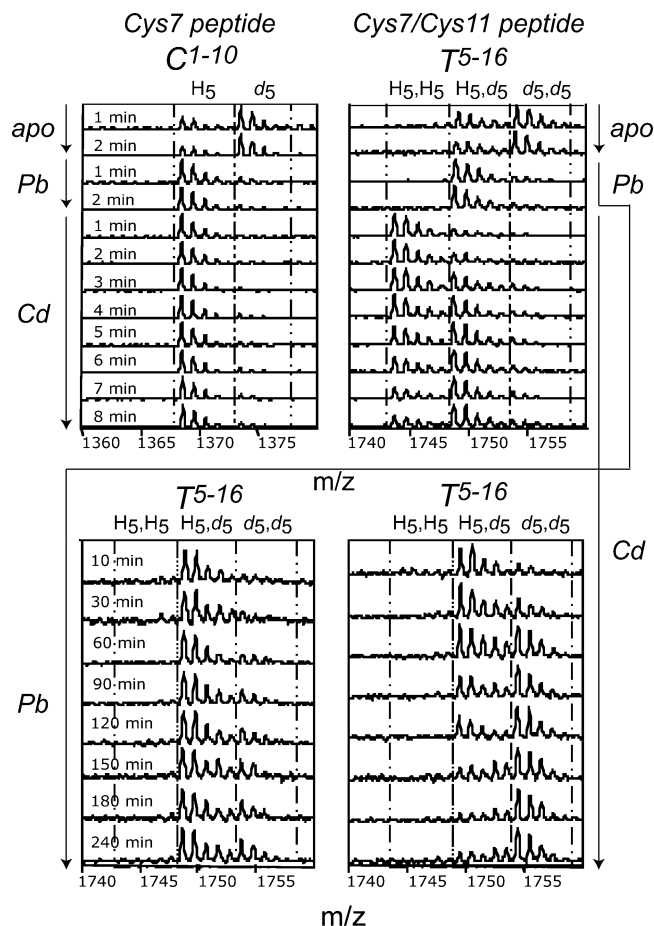 Cys7 peptide Cys7/Cys11 peptide
C1-10 T5-16
H5 d5 H5,H5 H5,d5 d5,d5
apo 1 min apo
2 min
Pb 1 min Pb
2 min
1 min
2 min
3 min
Cd 4 min
5 min
6 min
7 min
8 min
1360 1365 1370 1375 1740 1745 1750 1755
m/z
T5-16 T5-16
H5,H5 H5,d5 d5,d5 H5,H5 H5,d5 d5,d5
10 min Cd
30 min
60 min
Pb 90 min
120 min
150 min
180 min
240 min
1740 1745 1750 1755 1740 1745 1750 1755
m/z